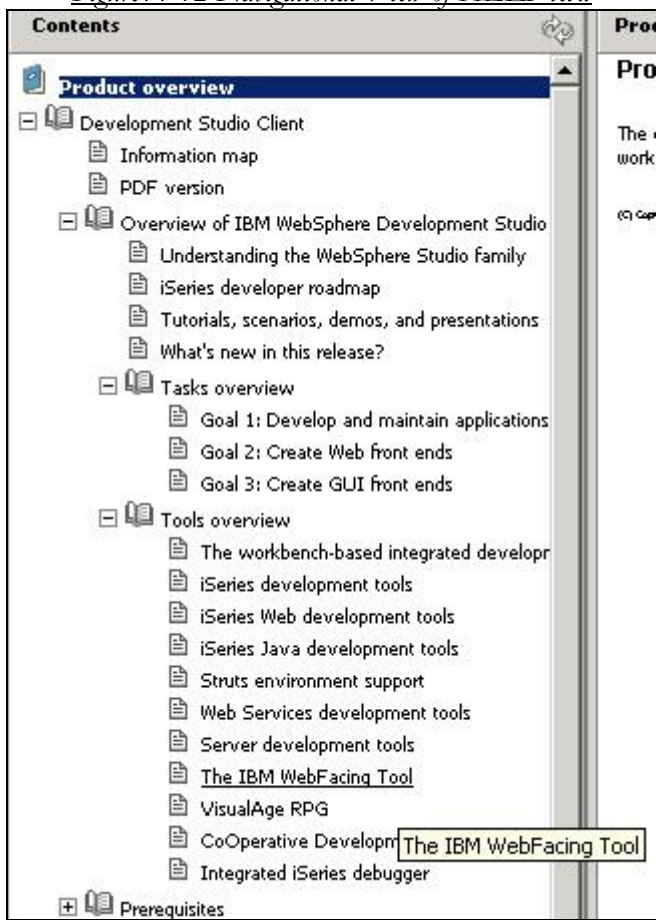 Contents
Product overview
Development Studio Client
Information map
PDF version
Overview of IBM WebSphere Development Studio
Understanding the WebSphere Studio family
iSeries developer roadmap
Tutorials, scenarios, demos, and presentations
What's new in this release?
Tasks overview
Goal 1: Develop and maintain applications
Goal 2: Create Web front ends
Goal 3: Create GUI front ends
Tools overview
The workbench-based integrated develop
iSeries development tools
iSeries Web development tools
iSeries Java development tools
Struts environment support
Web Services development tools
Server development tools
The IBM WebFacing Tool
VisualAge RPG
CoOperative Developm
The IBM WebFacing Tool
Integrated iSeries debugger
Prerequisites
Pro
The
work